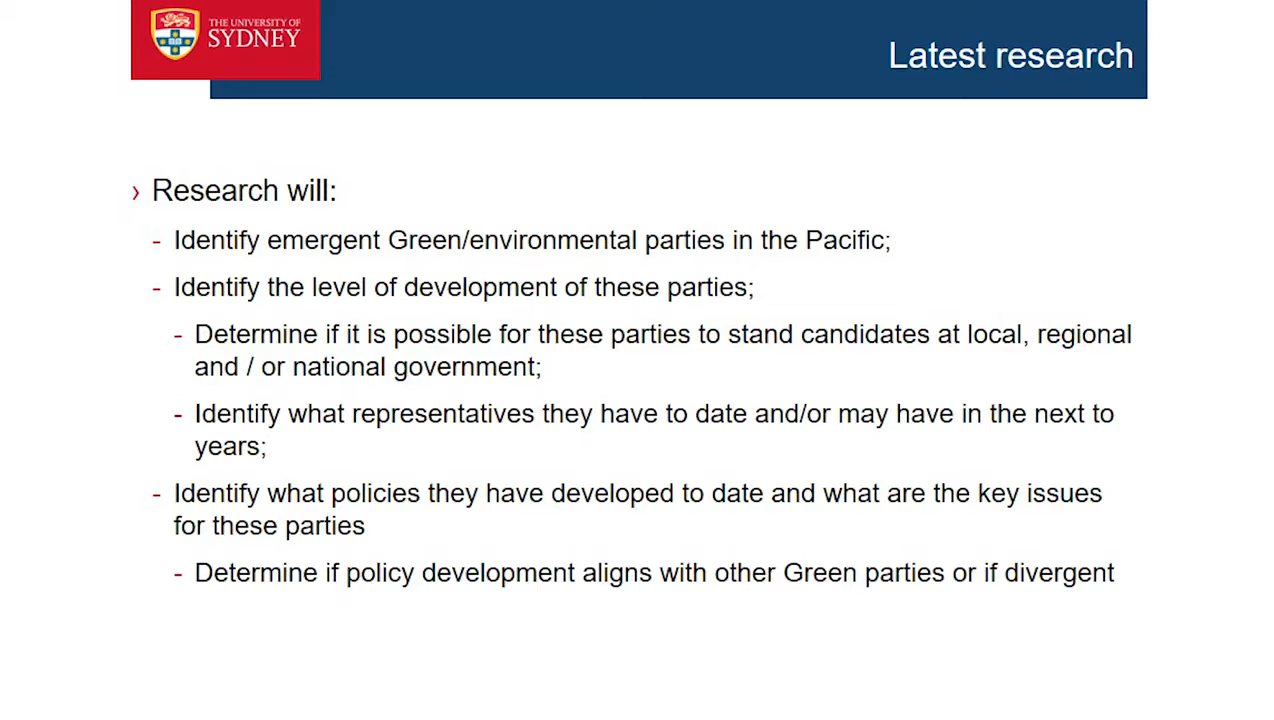 THE UNIVERSITY OF
SYDNEY
Latest research
› Research will:
- Identify emergent Green/environmental parties in the Pacific;
- Identify the level of development of these parties;
- Determine if it is possible for these parties to stand candidates at local, regional
and / or national government;
- Identify what representatives they have to date and/or may have in the next to
years;
- Identify what policies they have developed to date and what are the key issues
for these parties
- Determine if policy development aligns with other Green parties or if divergent